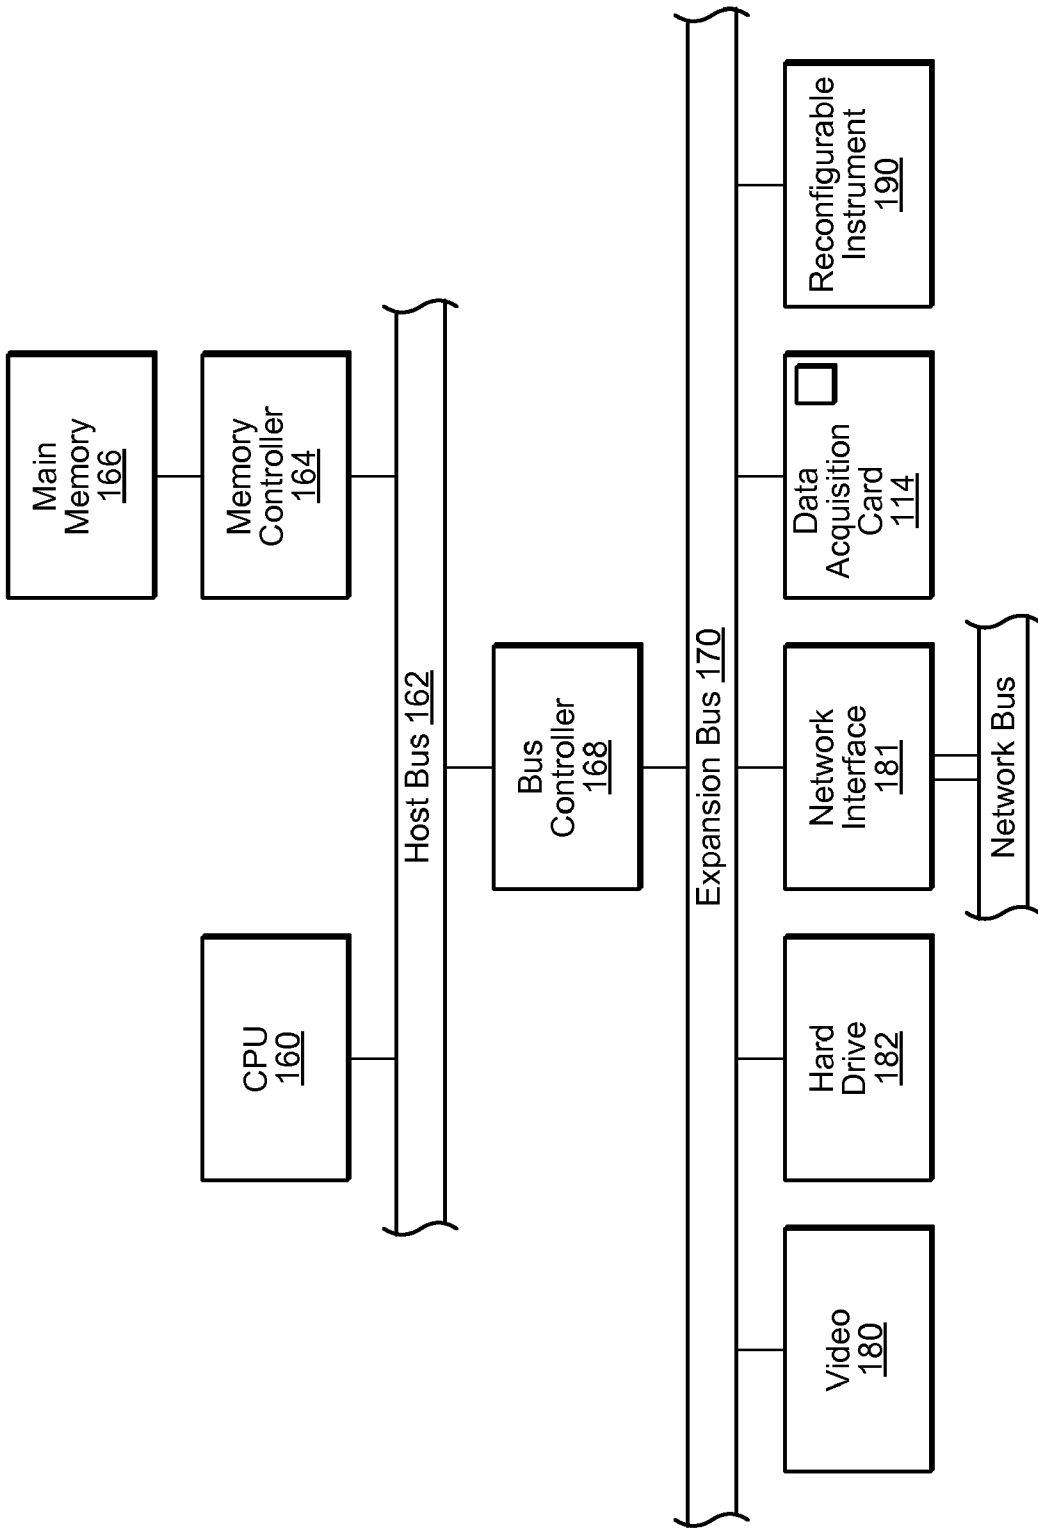 Main
Memory
166
CPU
160
Memory
Controller
164
Host Bus 162
Bus
Controller
168
Expansion Bus 170
Video
180
Hard
Drive
182
Network
Interface
181
Data
Acquisition
Card
114
Reconfigurable
Instrument
190
Network Bus